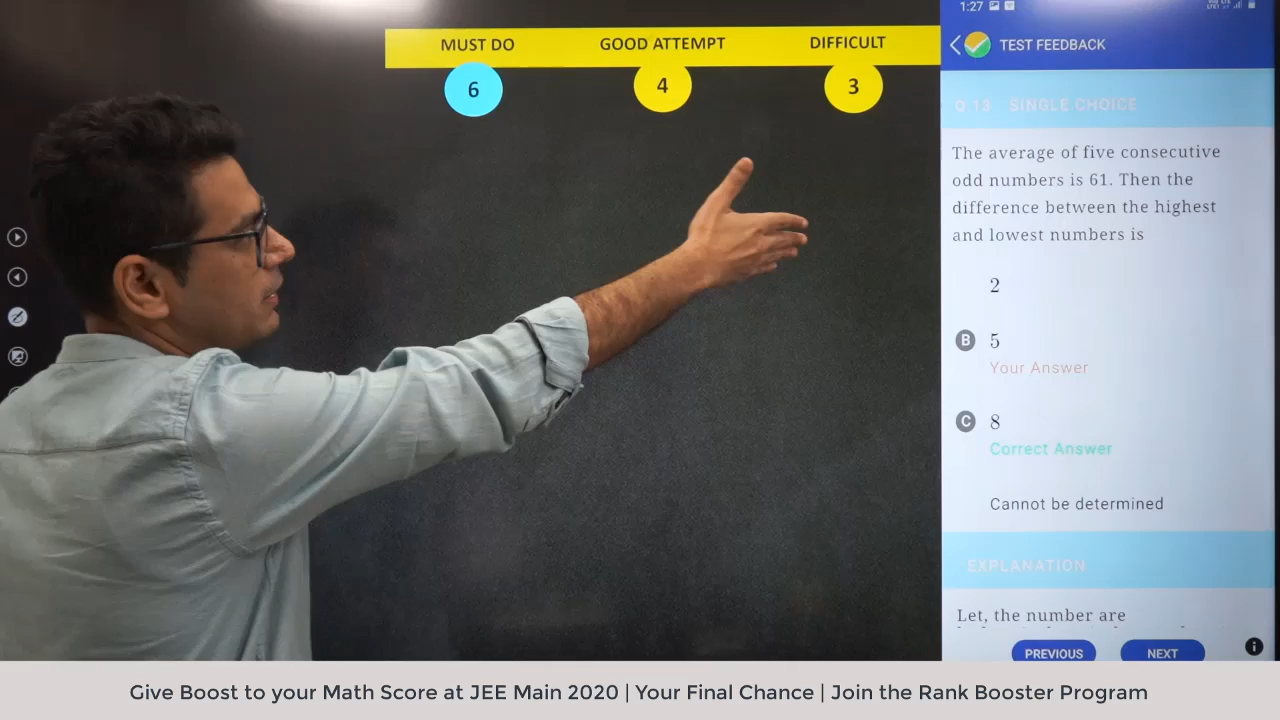 MUST DO
GOOD ATTEMPT
DIFFICULT
6
4
3
1:27
TEST FEEDBACK
Q.13 SINGLE CHOICE
The average of five consecutive
odd numbers is 61. Then the
difference between the highest
and lowest numbers is
2
B 5
Your Answer
C 8
Correct Answer
Cannot be determined
EXPLANATION
Let, the number are
PREVIOUS
NEXT
Give Boost to your Math Score at JEE Main 2020 | Your Final Chance | Join the Rank Booster Program